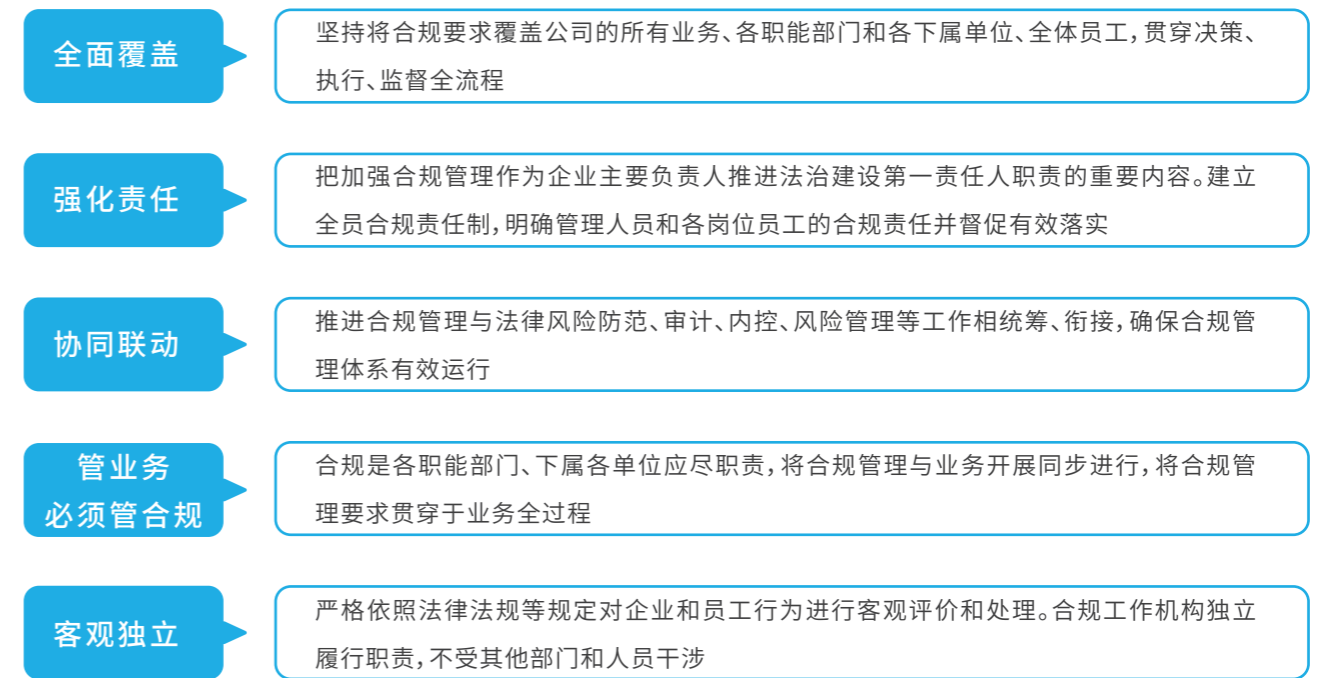 全面覆盖
坚持将合规要求覆盖公司的所有业务、各职能部门和各下属单位、全体员工,贯穿决策、
执行、监督全流程
强化责任
把加强合规管理作为企业主要负责人推进法治建设第一责任人职责的重要内容。建立
全员合规责任制,明确管理人员和各岗位员工的合规责任并督促有效落实
协同联动
推进合规管理与法律风险防范、审计、内控、风险管理等工作相统筹、衔接,确保合规管
理体系有效运行
管业务
必须管合规
合规是各职能部门、下属各单位应尽职责,将合规管理与业务开展同步进行,将合规管
理要求贯穿于业务全过程
客观独立
严格依照法律法规等规定对企业和员工行为进行客观评价和处理。合规工作机构独立
履行职责,不受其他部门和人员干涉